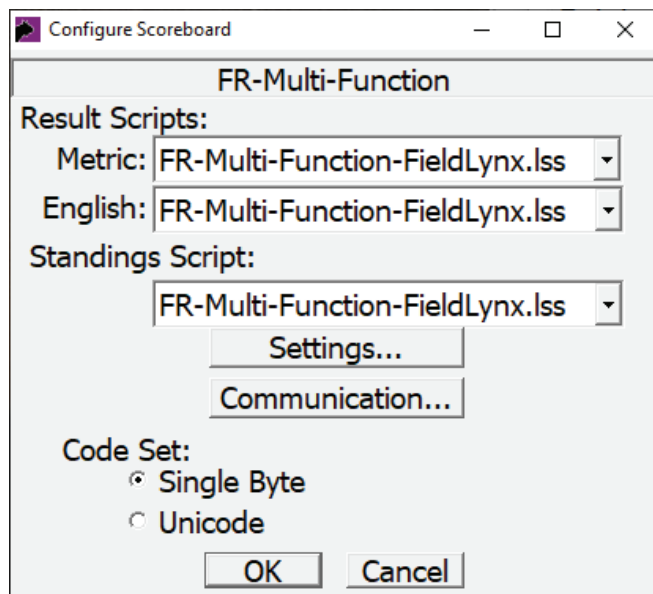 Configure Scoreboard
FR-Multi-Function
Result Scripts:
Metric: FR-Multi-Function-FieldLynx.lss
English: FR-Multi-Function-FieldLynx.lss
Standings Script:
FR-Multi-Function-FieldLynx.lss
Settings...
Communication...
Code Set:
Single Byte
Unicode
OK Cancel